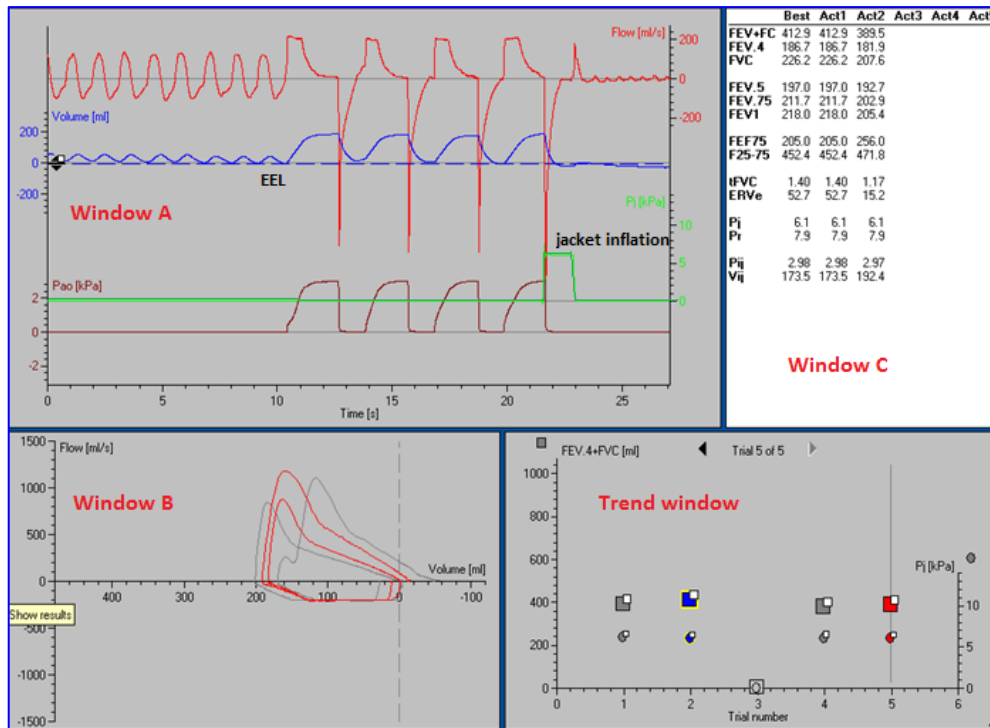 Flow [ml/s]
200
0
-200
Volume [ml]
200
0
-200
EEL
Window A
Pj [kPa]
10
5
0
jacket inflation
Pao [kPa]
2
0
-2
0 5 10 15 20 25
Time [s]
Best Act1 Act2 Act3 Act4 Act
FEV+FC 412.9 412.9 389.5
FEV.4 186.7 186.7 181.9
FVC 226.2 226.2 207.6
FEV.5 197.0 197.0 192.7
FEV.75 211.7 211.7 202.9
FEV1 218.0 218.0 205.4
FEF75 205.0 205.0 256.0
F25-75 452.4 452.4 471.8
tFVC 1.40 1.40 1.17
ERVe 52.7 52.7 15.2
Pj 6.1 6.1 6.1
Pr 7.9 7.9 7.9
Pij 2.98 2.98 2.97
Vij 173.5 173.5 192.4
Window C
1500
Flow [ml/s]
1000
Window B
500
Volume [ml]
0
400 300 200 100 -0 -100
Show results
-500
-1000
-1500
FEV.4+FVC [ml]
Trial 5 of 5
1000
Trend window
800
600
Pj [kPa]
400
10
200
5
0
0
0 1 2 3 4 5 6
Trial number